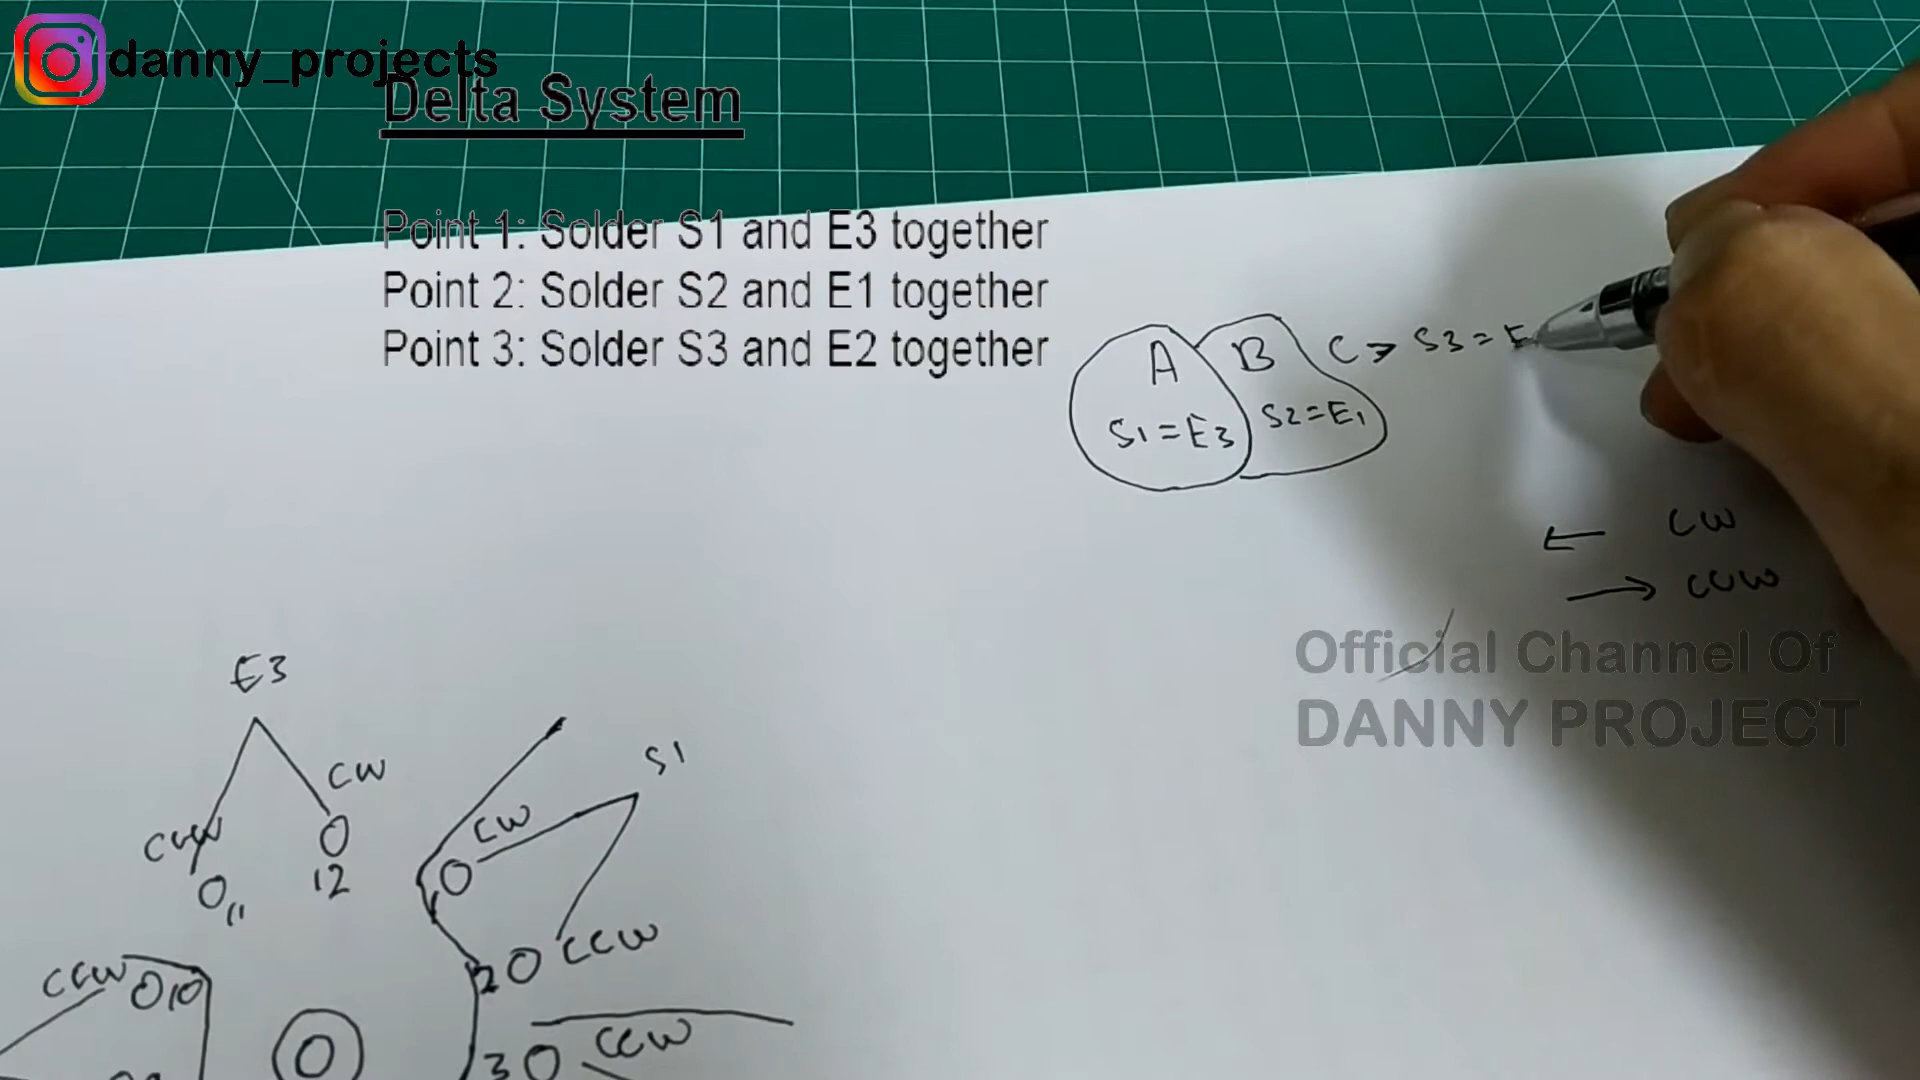 danny_projects
Delta System
Point 1: Solder S1 and E3 together
Point 2: Solder S2 and E1 together
Point 3: Solder S3 and E2 together
A
B
C > S3 = E
S1 = E3
S2 = E1
← CW
→ CCW
Official Channel Of
DANNY PROJECT
E3
CW
CCW
12
11
S1
CW
CCW
2
CCW
10
CCW
3